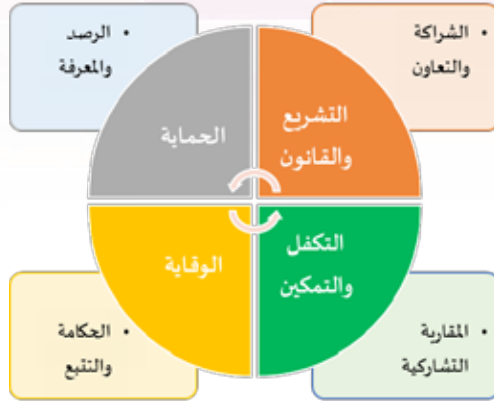 • الشراكة
والتعاون
• الرصد
والمعرفة
التشريع
والقانون
الحماية
التكفل
والتمكين
الوقاية
• المقاربة
التشاركية
• الحكامة
والتتبع